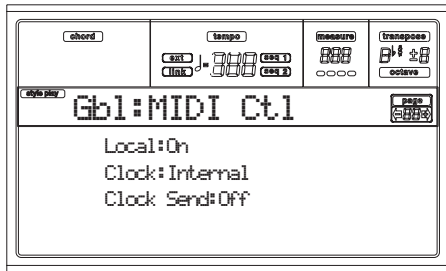 chord
tempo
measure
transpose
ext
link
seq 1
seq 2
octave
style play
Gbl:MIDI Ctl
page
Local:On
Clock:Internal
Clock Send:Off